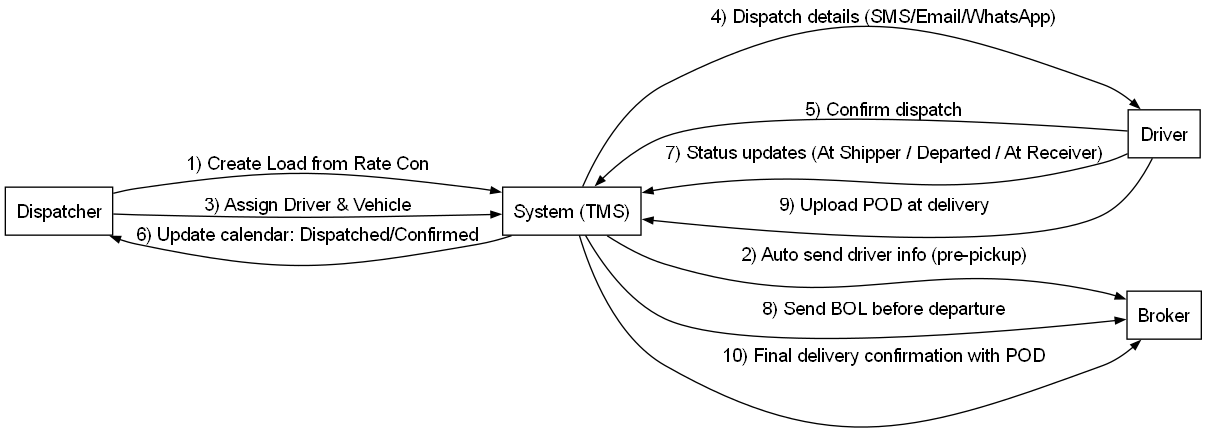 4) Dispatch details (SMS/Email/WhatsApp)
5) Confirm dispatch
Driver
7) Status updates (At Shipper / Departed / At Receiver)
1) Create Load from Rate Con
Dispatcher
3) Assign Driver & Vehicle
System (TMS)
9) Upload POD at delivery
6) Update calendar: Dispatched/Confirmed
2) Auto send driver info (pre-pickup)
8) Send BOL before departure
Broker
10) Final delivery confirmation with POD